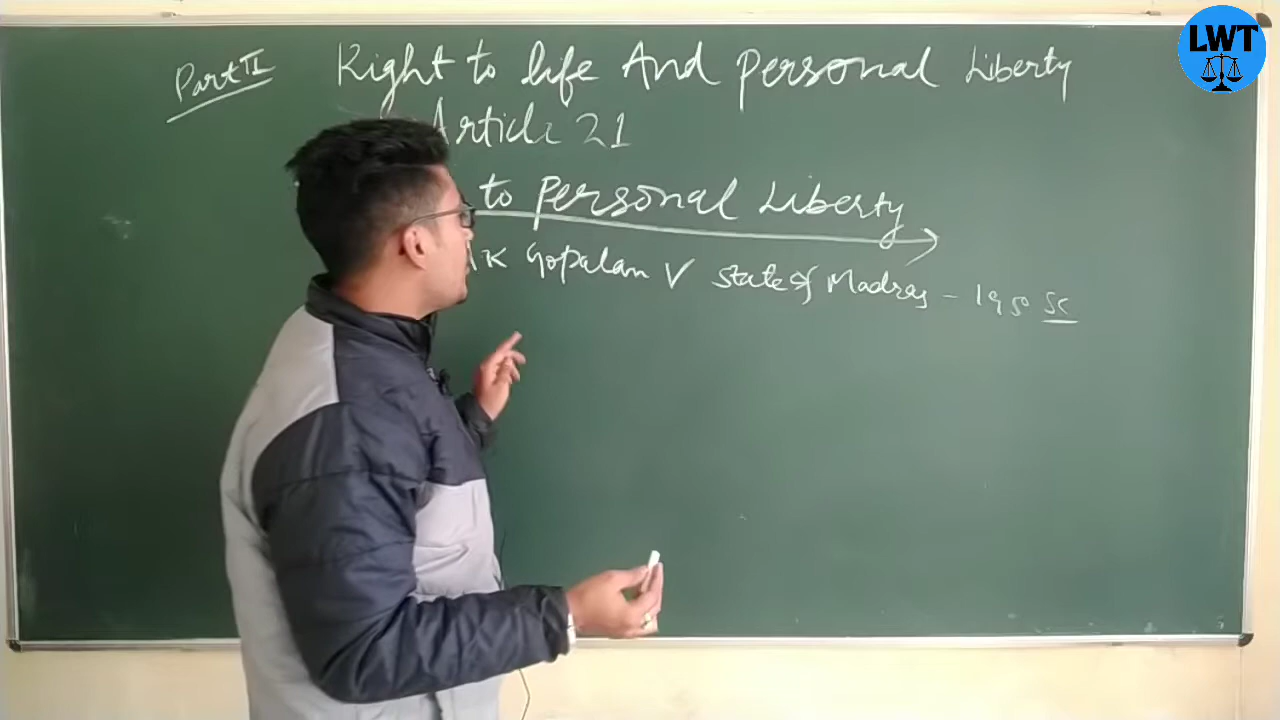 Part II
Right to life And personal Liberty
Article 21
to personal Liberty
AK Gopalan V State of Madras - 1950 SC
LWT